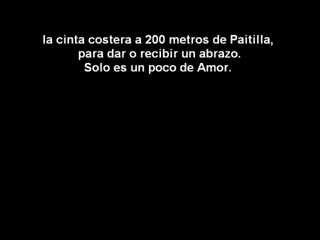 la cinta costera a 200 metros de Paitilla,
para dar o recibir un abrazo.
Solo es un poco de Amor.